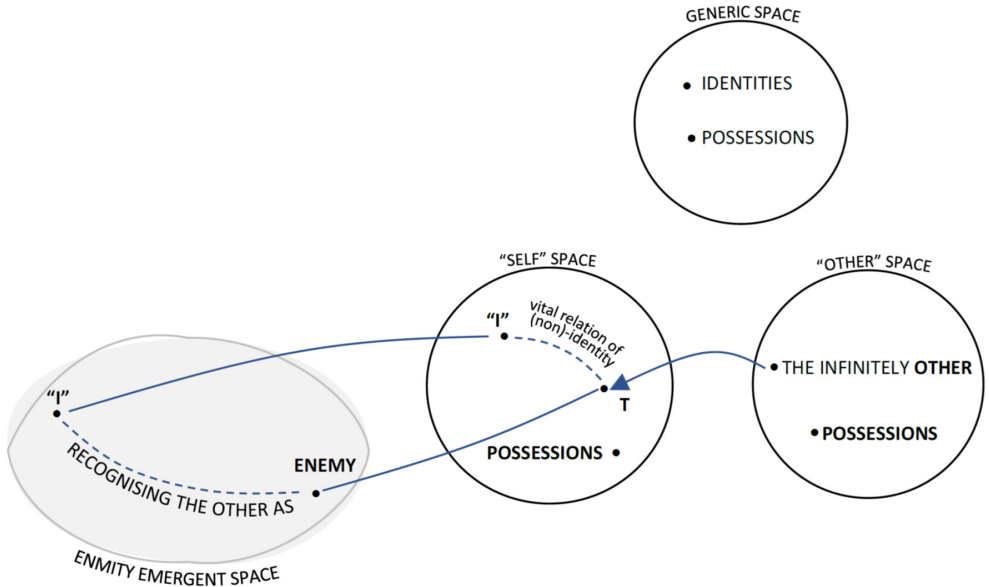 GENERIC SPACE
• IDENTITIES
• POSSESSIONS
“SELF” SPACE
“I”
vital relation of
(non)-identity
T
POSSESSIONS •
“OTHER” SPACE
• THE INFINITELY OTHER
• POSSESSIONS
“I”
RECOGNISING THE OTHER AS
ENEMY
ENMITY EMERGENT SPACE